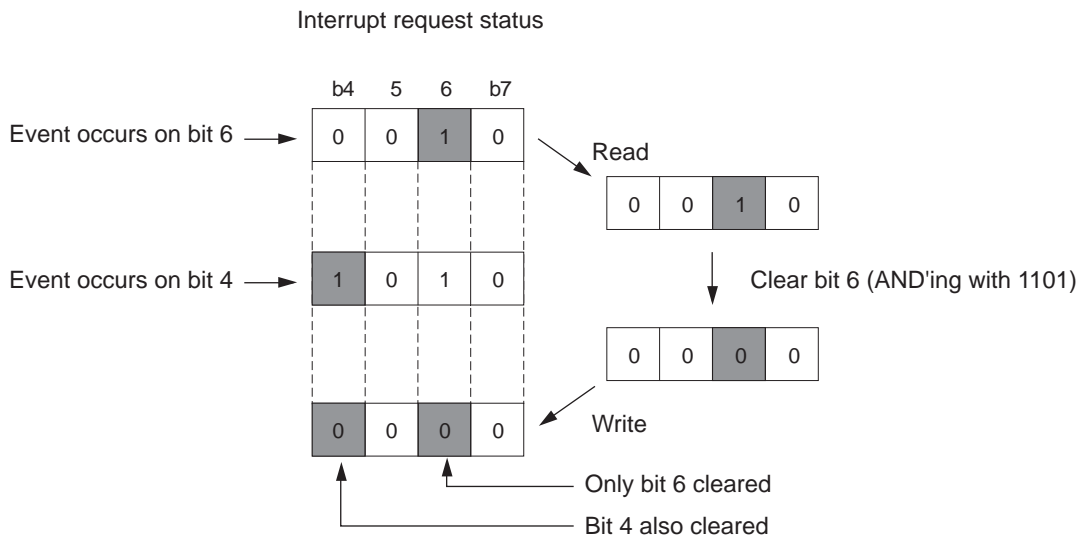 Interrupt request status
b4 5 6 b7
Event occurs on bit 6
0 0 1 0
Read
0 0 1 0
Event occurs on bit 4
1 0 1 0
Clear bit 6 (AND'ing with 1101)
0 0 0 0
0 0 0 0
Write
Only bit 6 cleared
Bit 4 also cleared